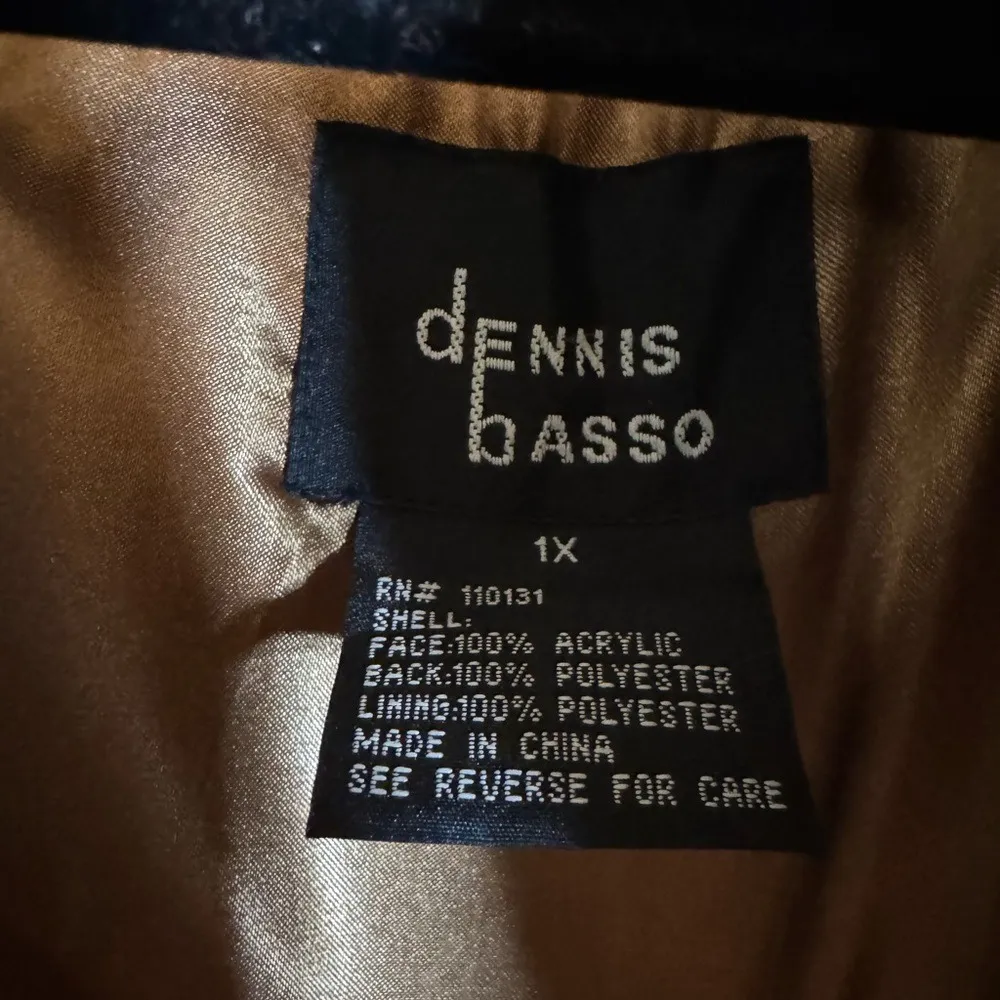 dENNIS
bASSO
1X
RN# 110131
SHELL:
FACE:100% ACRYLIC
BACK:100% POLYESTER
LINING:100% POLYESTER
MADE IN CHINA
SEE REVERSE FOR CARE